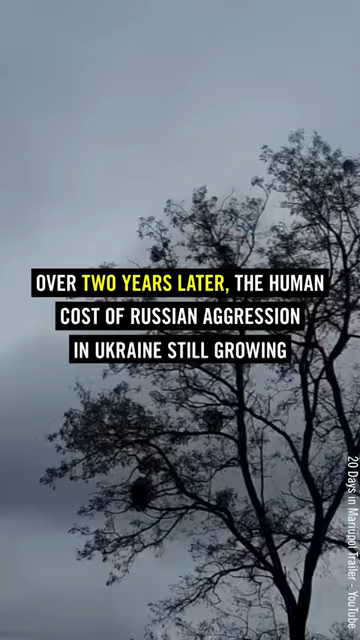 OVER TWO YEARS LATER, THE HUMAN
COST OF RUSSIAN AGGRESSION
IN UKRAINE STILL GROWING
20 Days in Mariupol Trailer - YouTube